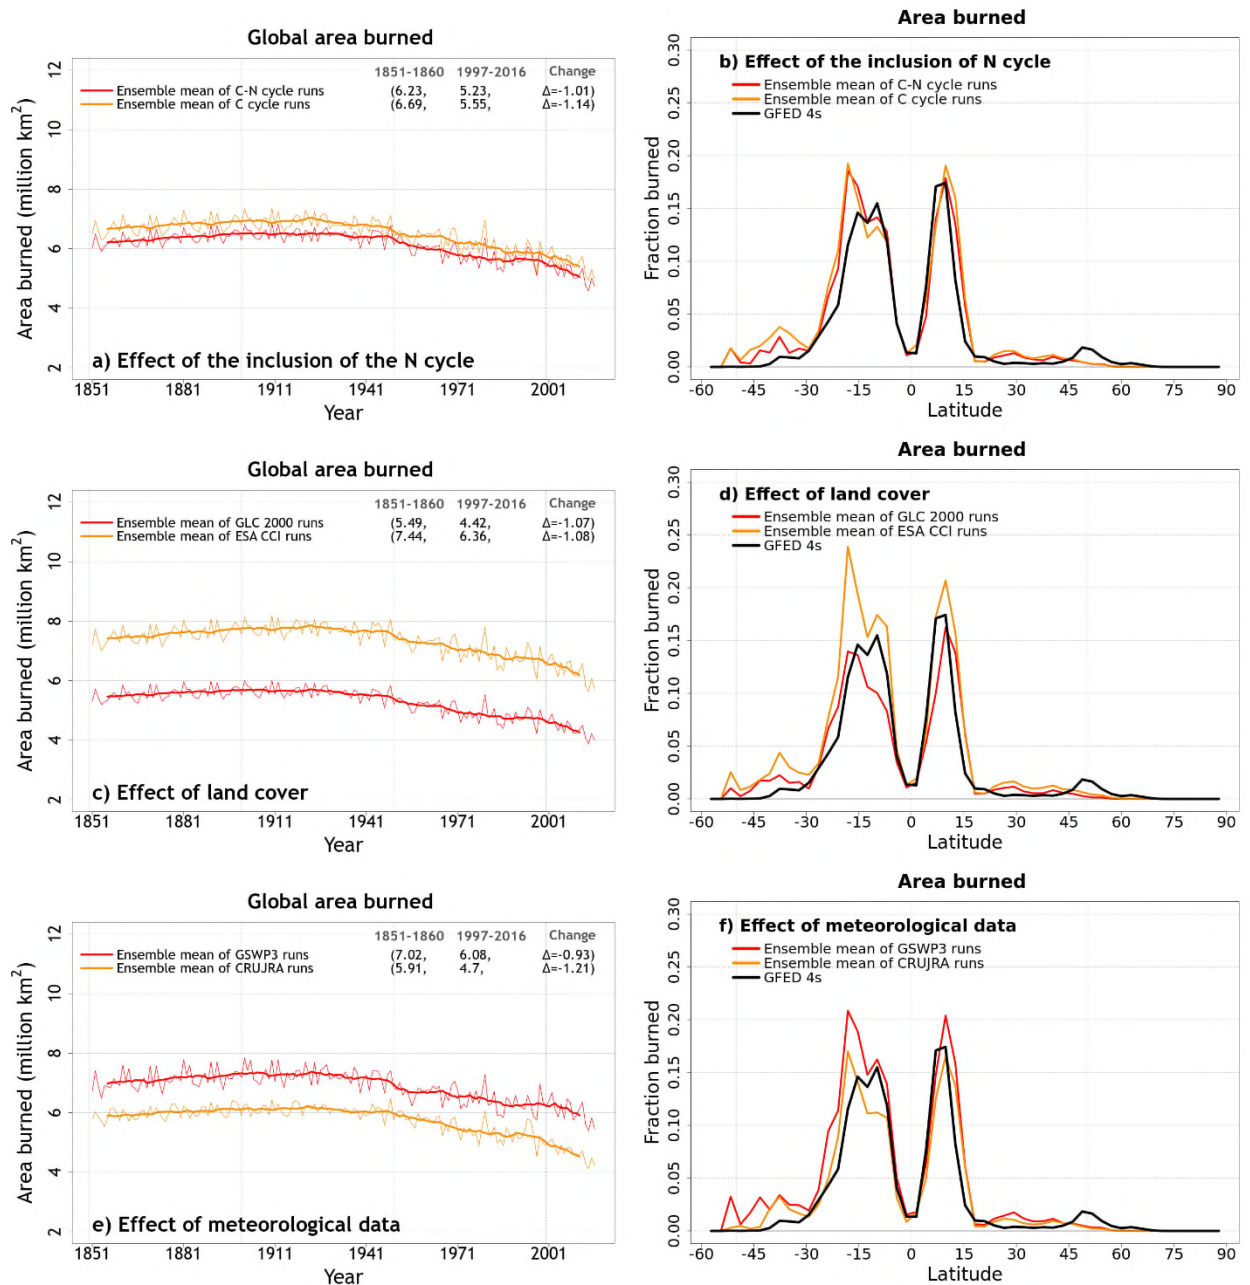 Global area burned
1851-1860 1997-2016 Change
Ensemble mean of C-N cycle runs (6.23, 5.23, Δ=-1.01)
Ensemble mean of C cycle runs (6.69, 5.55, Δ=-1.14)
Area burned (million km²)
12
10
8
6
4
2
a) Effect of the inclusion of the N cycle
1851 1881 1911 1941 1971 2001
Year
Area burned
b) Effect of the inclusion of N cycle
Ensemble mean of C-N cycle runs
Ensemble mean of C cycle runs
GFED 4s
Fraction burned
0.30
0.25
0.20
0.15
0.10
0.05
0.00
-60 -45 -30 -15 0 15 30 45 60 75 90
Latitude
Global area burned
1851-1860 1997-2016 Change
Ensemble mean of GLC 2000 runs (5.49, 4.42, Δ=-1.07)
Ensemble mean of ESA CCI runs (7.44, 6.36, Δ=-1.08)
Area burned (million km²)
12
10
8
6
4
2
c) Effect of land cover
1851 1881 1911 1941 1971 2001
Year
Area burned
d) Effect of land cover
Ensemble mean of GLC 2000 runs
Ensemble mean of ESA CCI runs
GFED 4s
Fraction burned
0.30
0.25
0.20
0.15
0.10
0.05
0.00
-60 -45 -30 -15 0 15 30 45 60 75 90
Latitude
Global area burned
1851-1860 1997-2016 Change
Ensemble mean of GSWP3 runs (7.02, 6.08, Δ=-0.93)
Ensemble mean of CRUJRA runs (5.91, 4.7, Δ=-1.21)
Area burned (million km²)
12
10
8
6
4
2
e) Effect of meteorological data
1851 1881 1911 1941 1971 2001
Year
Area burned
f) Effect of meteorological data
Ensemble mean of GSWP3 runs
Ensemble mean of CRUJRA runs
GFED 4s
Fraction burned
0.30
0.25
0.20
0.15
0.10
0.05
0.00
-60 -45 -30 -15 0 15 30 45 60 75 90
Latitude